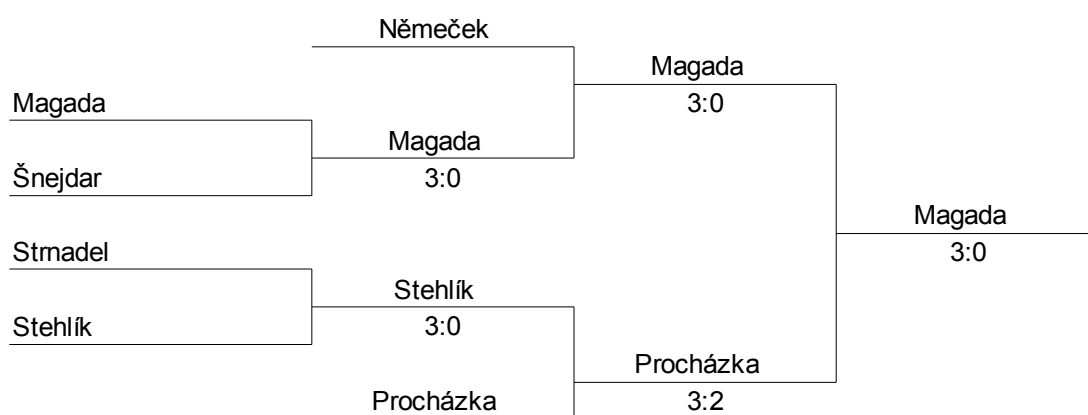 Němeček
Magada
3:0
Magada
Magada
3:0
Šnejdar
Magada
3:0
Strnadel
Stehlík
3:0
Stehlík
Procházka
3:2
Procházka